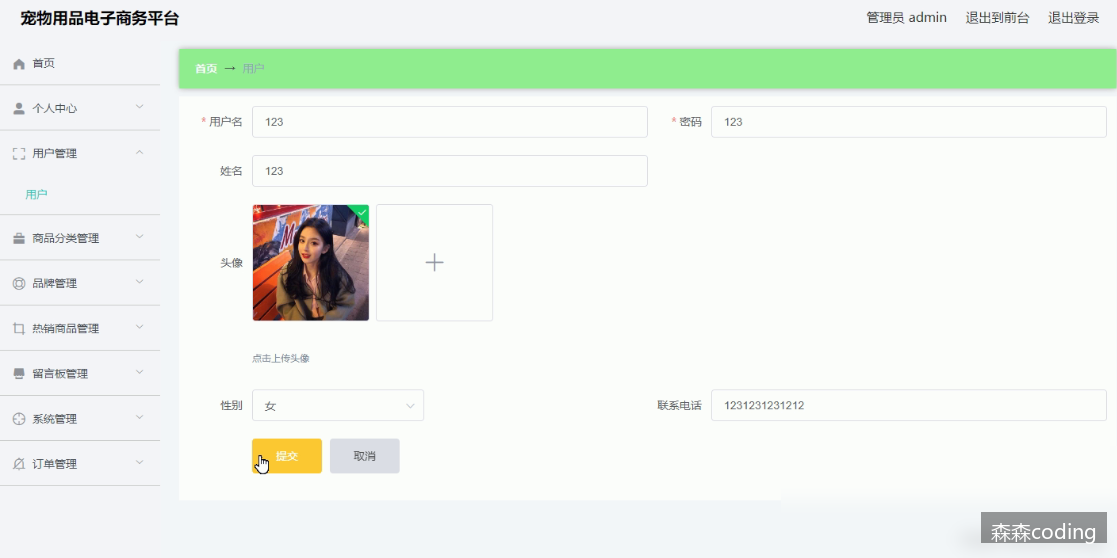 宠物用品电子商务平台
管理员 admin 退出到前台 退出登录
首页
个人中心
用户管理
用户
商品分类管理
品牌管理
热销商品管理
留言板管理
系统管理
订单管理
首页 → 用户
* 用户名 123 * 密码 123
姓名 123
头像
点击上传头像
性别 女 联系电话 1231231231212
提交 取消
森森coding